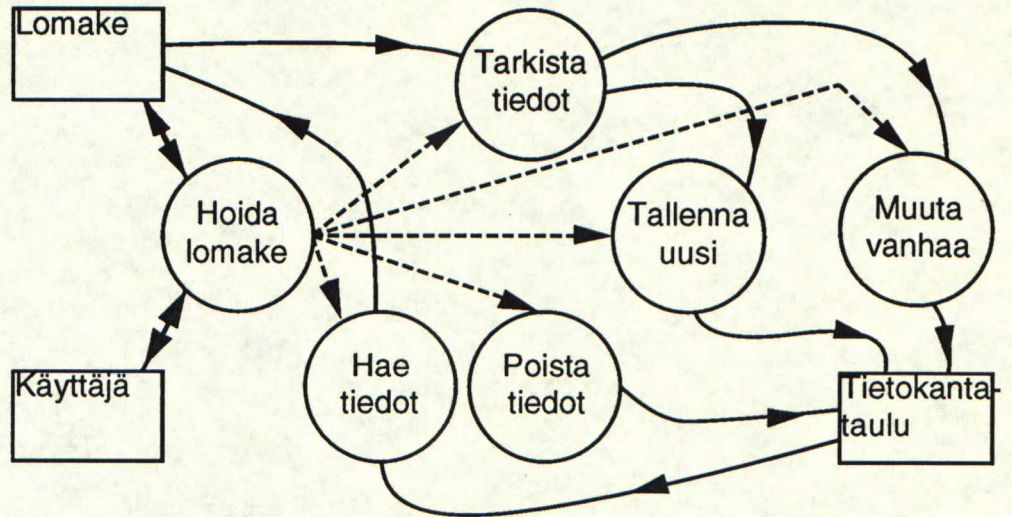 Lomake
Tarkista
tiedot
Hoida
lomake
Tallenna
uusi
Muuta
vanhaa
Käyttäjä
Hae
tiedot
Poista
tiedot
Tietokanta-
taulu